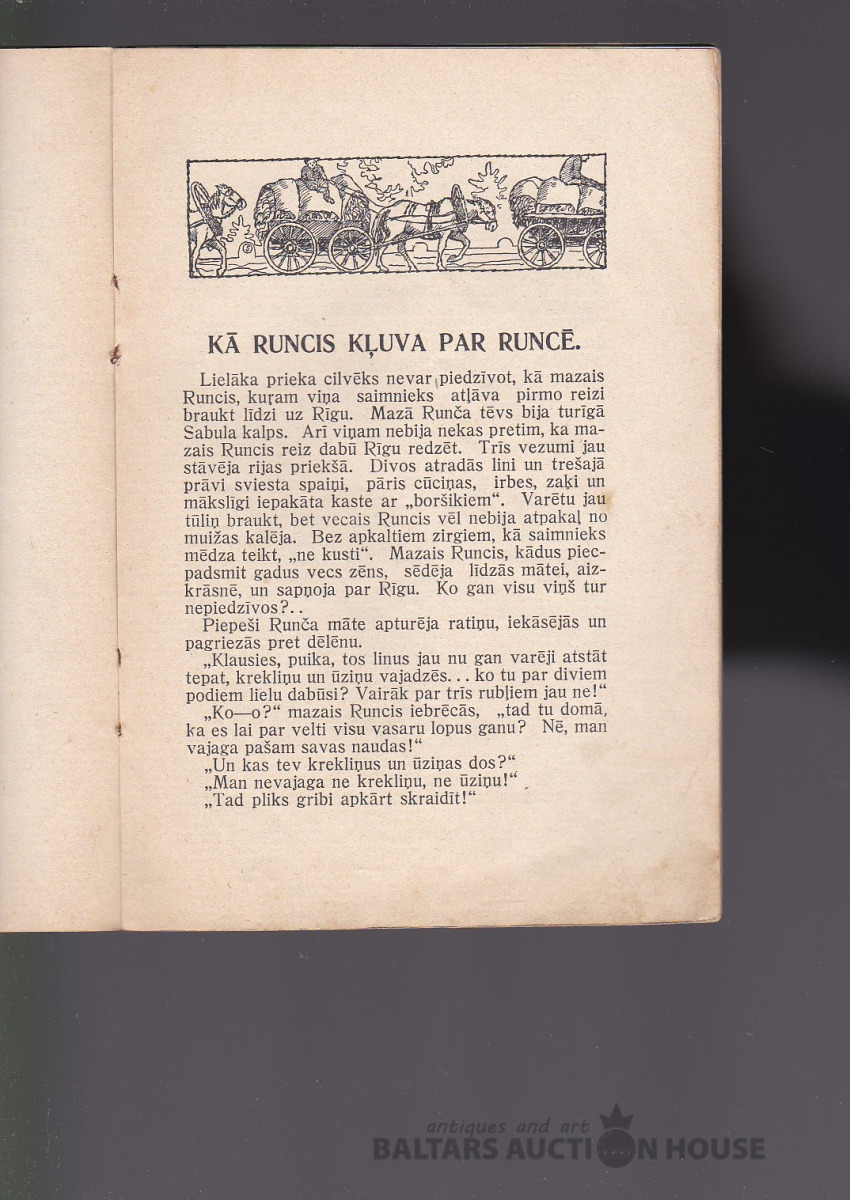 KĀ RUNCIS KĻUVA PAR RUNCĒ.
Lielāka prieka cilvēks nevar piedzīvot, kā mazais
Runcis, kuŗam viņa saimnieks atļāva pirmo reizi
braukt līdzi uz Rīgu. Mazā Runča tēvs bija turīgā
Sabula kalps. Arī viņam nebija nekas pretim, ka ma-
zais Runcis reiz dabū Rīgu redzēt. Trīs vezumi jau
stāvēja rijas priekšā. Divos atradās lini un trešajā
prāvi sviesta spaiņi, pāris cūciņas, irbes, zaķi un
mākslīgi iepakāta kaste ar „boršikiem“. Varētu jau
tūliņ braukt, bet vecais Runcis vēl nebija atpakaļ no
muižas kalēja. Bez apkaltiem zirgiem, kā saimnieks
mēdza teikt, „ne kusti“. Mazais Runcis, kādus piec-
padsmit gadus vecs zēns, sēdēja līdzās mātei, aiz-
krāsnē, un sapņoja par Rīgu. Ko gan visu viņš tur
nepiedzīvos?..
Piepeši Runča māte apturēja ratiņu, iekāsējās un
pagriezās pret dēlēnu.
„Klausies, puika, tos linus jau nu gan varēji atstāt
tepat, krekliņu un ūziņu vajadzēs... ko tu par diviem
podiem lielu dabūsi? Vairāk par trīs rubļiem jau ne!“
„Ko—o?“ mazais Runcis iebrēcās, „tad tu domā,
ka es lai par velti visu vasaru lopus ganu? Nē, man
vajaga pašam savas naudas!“
„Un kas tev krekliņus un ūziņas dos?“
„Man nevajaga ne krekliņu, ne ūziņu!“
„Tad pliks gribi apkārt skraidīt!“
antiques and art
BALTARS AUCTION HOUSE